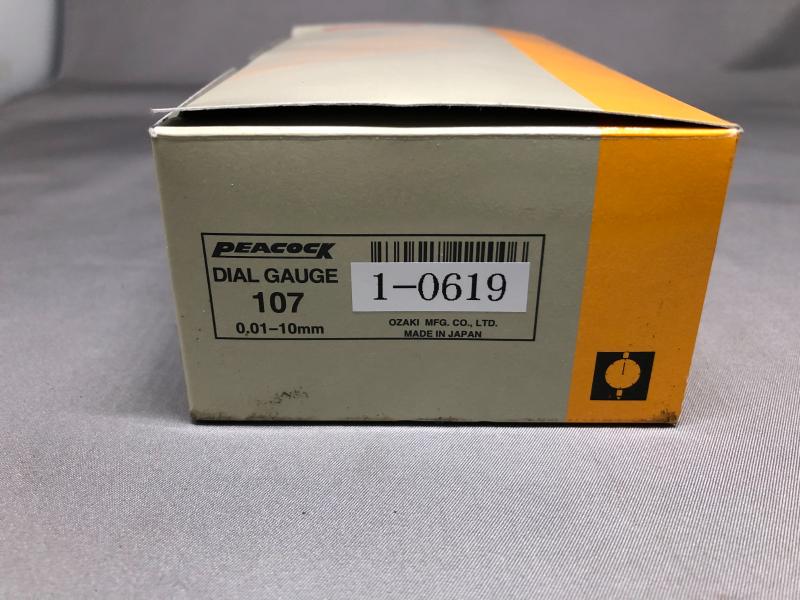 PEACOCK
DIAL GAUGE
107
0.01-10mm
1-0619
OZAKI MFG. CO., LTD.
MADE IN JAPAN